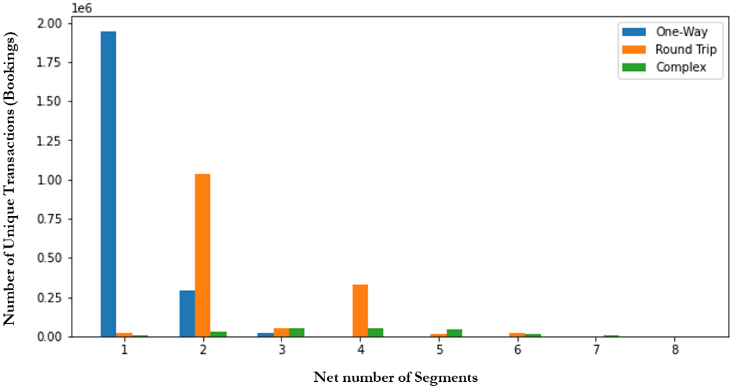 1e6
2.00
1.75
1.50
1.25
1.00
0.75
0.50
0.25
0.00
Number of Unique Transactions (Bookings)
One-Way
Round Trip
Complex
1 2 3 4 5 6 7 8
Net number of Segments